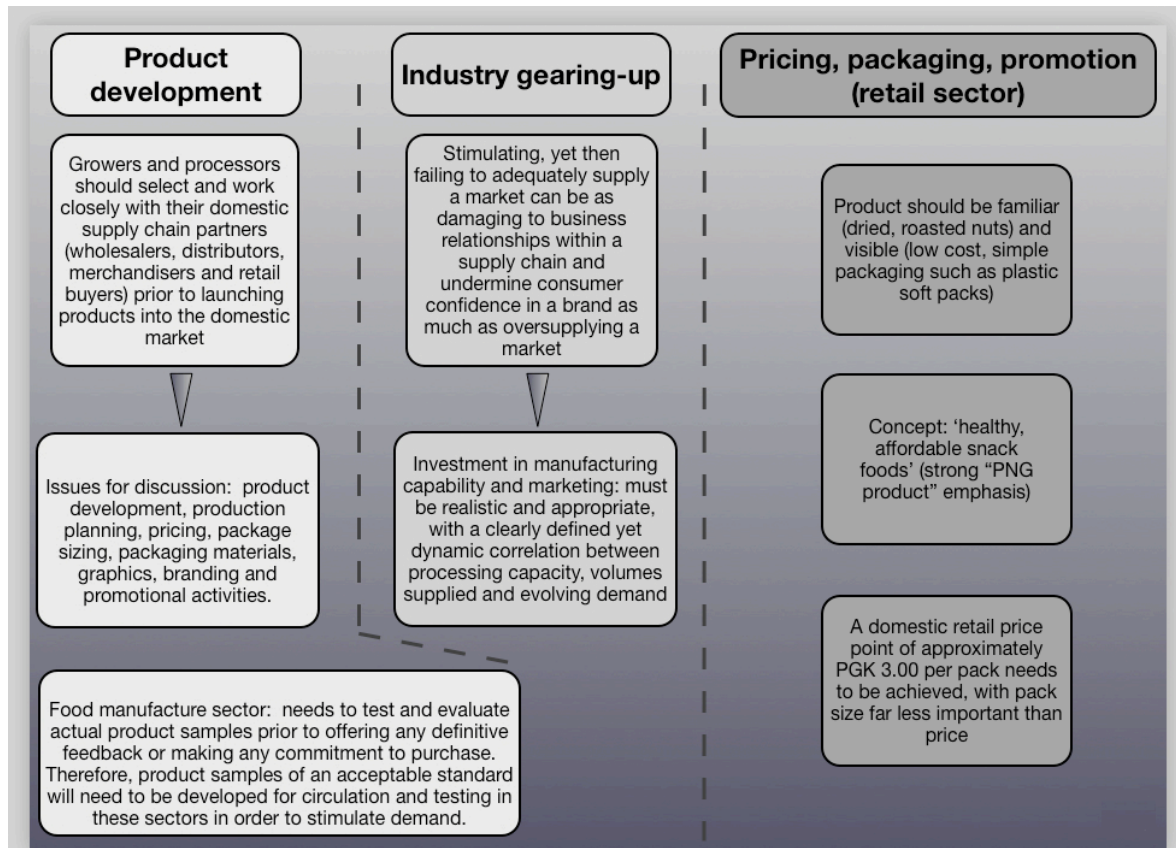 Product
development
Growers and processors
should select and work
closely with their domestic
supply chain partners
(wholesalers, distributors,
merchandisers and retail
buyers) prior to launching
products into the domestic
market
Issues for discussion:  product
development, production
planning, pricing, package
sizing, packaging materials,
graphics, branding and
promotional activities.
Food manufacture sector:  needs to test and evaluate
actual product samples prior to offering any definitive
feedback or making any commitment to purchase.
Therefore, product samples of an acceptable standard
will need to be developed for circulation and testing in
these sectors in order to stimulate demand.
Industry gearing-up
Stimulating, yet then
failing to adequately supply
a market can be as
damaging to business
relationships within a
supply chain and
undermine consumer
confidence in a brand as
much as oversupplying a
market
Investment in manufacturing
capability and marketing: must
be realistic and appropriate,
with a clearly defined yet
dynamic correlation between
processing capacity, volumes
supplied and evolving demand
Pricing, packaging, promotion
(retail sector)
Product should be familiar
(dried, roasted nuts) and
visible (low cost, simple
packaging such as plastic
soft packs)
Concept: ‘healthy,
affordable snack
foods’ (strong “PNG
product” emphasis)
A domestic retail price
point of approximately
PGK 3.00 per pack needs
to be achieved, with pack
size far less important than
price